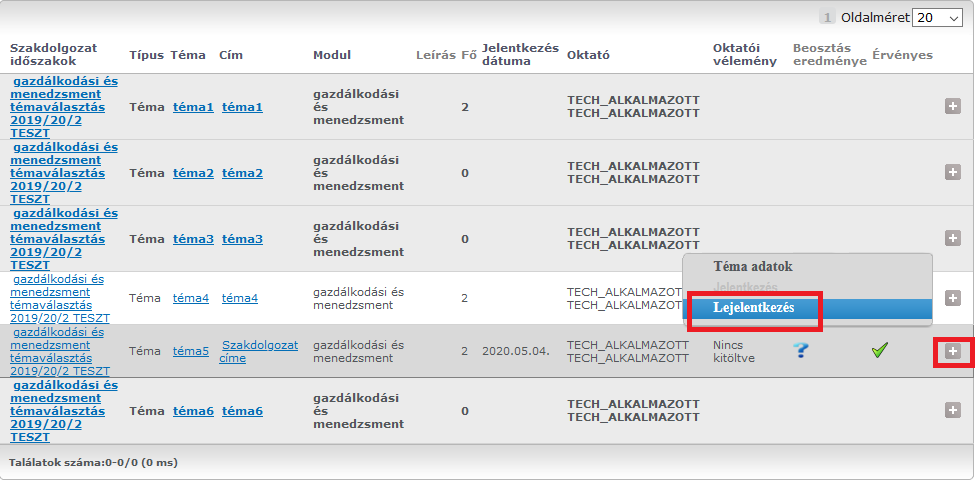 1 Oldalméret 20
Szakdolgozat időszakok Típus Téma Cím Modul Leírás Fő Jelentkezés dátuma Oktató Oktatói vélemény Beosztás eredménye Érvényes
gazdálkodási és
menedzsment
témaválasztás
2019/20/2
TESZT
Téma téma1 téma1
gazdálkodási
és
menedzsment
2
TECH_ALKALMAZOTT
TECH_ALKALMAZOTT
gazdálkodási és
menedzsment
témaválasztás
2019/20/2
TESZT
Téma téma2 téma2
gazdálkodási
és
menedzsment
0
TECH_ALKALMAZOTT
TECH_ALKALMAZOTT
gazdálkodási és
menedzsment
témaválasztás
2019/20/2
TESZT
Téma téma3 téma3
gazdálkodási
és
menedzsment
0
TECH_ALKALMAZOTT
TECH_ALKALMAZOTT
Téma adatok
Jelentkezés
Lejelentkezés
gazdálkodási és
menedzsment
témaválasztás
2019/20/2 TESZT
Téma téma4 téma4
gazdálkodási és
menedzsment
2
TECH_ALKALMAZOTT
TECH_ALKALMAZOTT
gazdálkodási és
menedzsment
témaválasztás
2019/20/2 TESZT
Téma téma5
Szakdolgozat
címe
gazdálkodási és
menedzsment
2 2020.05.04.
TECH_ALKALMAZOTT
TECH_ALKALMAZOTT
Nincs
kitöltve
gazdálkodási és
menedzsment
témaválasztás
2019/20/2
TESZT
Téma téma6 téma6
gazdálkodási
és
menedzsment
0
TECH_ALKALMAZOTT
TECH_ALKALMAZOTT
Találatok száma:0-0/0 (0 ms)